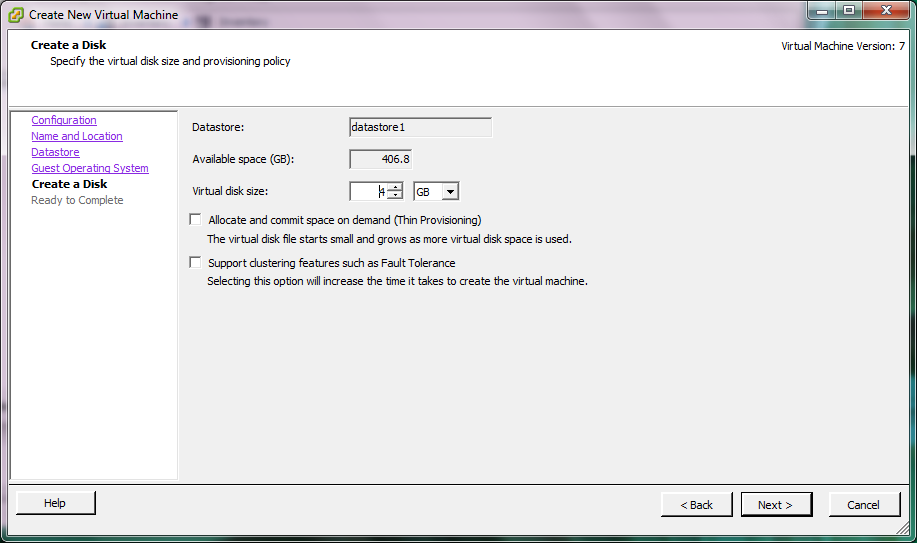 Create New Virtual Machine
Create a Disk
Specify the virtual disk size and provisioning policy
Virtual Machine Version: 7
Configuration
Name and Location
Datastore
Guest Operating System
Create a Disk
Ready to Complete
Datastore:
datastore1
Available space (GB):
406.8
Virtual disk size:
4
GB
Allocate and commit space on demand (Thin Provisioning)
The virtual disk file starts small and grows as more virtual disk space is used.
Support clustering features such as Fault Tolerance
Selecting this option will increase the time it takes to create the virtual machine.
Help
< Back
Next >
Cancel